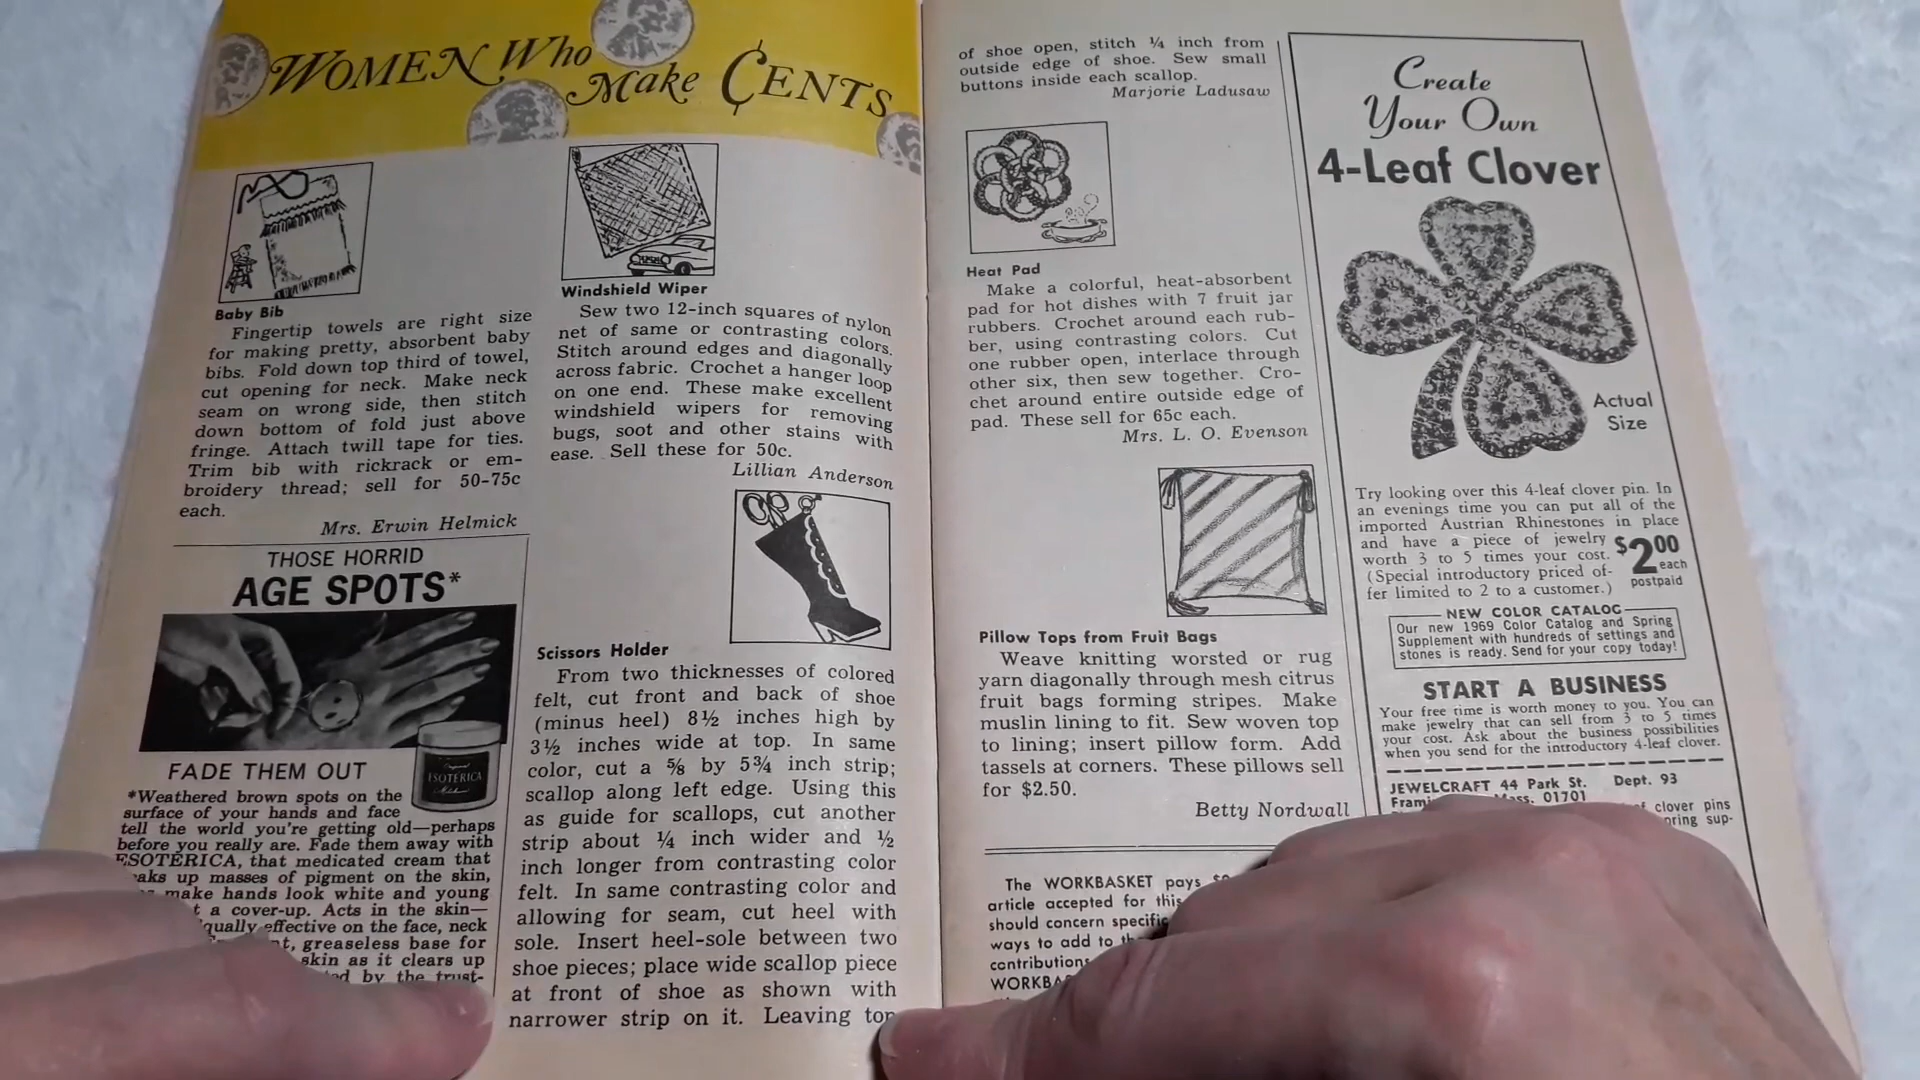 WOMEN Who
Make CENTS
Baby Bib
Fingertip towels are right size
for making pretty, absorbent baby
bibs. Fold down top third of towel,
cut opening for neck. Make neck
seam on wrong side, then stitch
down bottom of fold just above
fringe. Attach twill tape for ties.
Trim bib with rickrack or em-
broidery thread; sell for 50-75c
each.
Mrs. Erwin Helmick
THOSE HORRID
AGE SPOTS*
ESOTERICA
FADE THEM OUT
*Weathered brown spots on the
surface of your hands and face
tell the world you're getting old—perhaps
before you really are. Fade them away with
ESOTERICA, that medicated cream that
up masses of pigment on the skin,
make hands look white and young
a cover-up. Acts in the skin—
effective on the face, neck
greaseless base for
skin as it clears up
by the trust-
Windshield Wiper
Sew two 12-inch squares of nylon
net of same or contrasting colors.
Stitch around edges and diagonally
across fabric. Crochet a hanger loop
on one end. These make excellent
windshield wipers for removing
bugs, soot and other stains with
ease. Sell these for 50c.
Lillian Anderson
Scissors Holder
From two thicknesses of colored
felt, cut front and back of shoe
(minus heel) 8½ inches high by
3½ inches wide at top. In same
color, cut a ⅝ by 5¾ inch strip;
scallop along left edge. Using this
as guide for scallops, cut another
strip about ¼ inch wider and ½
inch longer from contrasting color
felt. In same contrasting color and
allowing for seam, cut heel with
sole. Insert heel-sole between two
shoe pieces; place wide scallop piece
at front of shoe as shown with
narrower strip on it. Leaving top
of shoe open, stitch ¼ inch from
outside edge of shoe. Sew small
buttons inside each scallop.
Marjorie Ladusaw
Heat Pad
Make a colorful, heat-absorbent
pad for hot dishes with 7 fruit jar
rubbers. Crochet around each rub-
ber, using contrasting colors. Cut
one rubber open, interlace through
other six, then sew together. Cro-
chet around entire outside edge of
pad. These sell for 65c each.
Mrs. L. O. Evenson
Pillow Tops from Fruit Bags
Weave knitting worsted or rug
yarn diagonally through mesh citrus
fruit bags forming stripes. Make
muslin lining to fit. Sew woven top
to lining; insert pillow form. Add
tassels at corners. These pillows sell
for $2.50.
Betty Nordwall
The WORKBASKET pays
article accepted for this
should concern specific
ways to add to
contributions
Create
Your Own
4-Leaf Clover
Actual
Size
Try looking over this 4-leaf clover pin. In
an evenings time you can put all of the
imported Austrian Rhinestones in place
and have a piece of jewelry
worth 3 to 5 times your cost.
(Special introductory priced of-
fer limited to 2 to a customer.)
$2.00
each
postpaid
NEW COLOR CATALOG
Our new 1969 Color Catalog and Spring
Supplement with hundreds of settings and
stones is ready. Send for your copy today!
START A BUSINESS
Your free time is worth money to you. You can
make jewelry that can sell from 3 to 5 times
your cost. Ask about the business possibilities
when you send for the introductory 4-leaf clover.
JEWELCRAFT 44 Park St. Dept. 93
Mass. 01701
clover pins
sup-